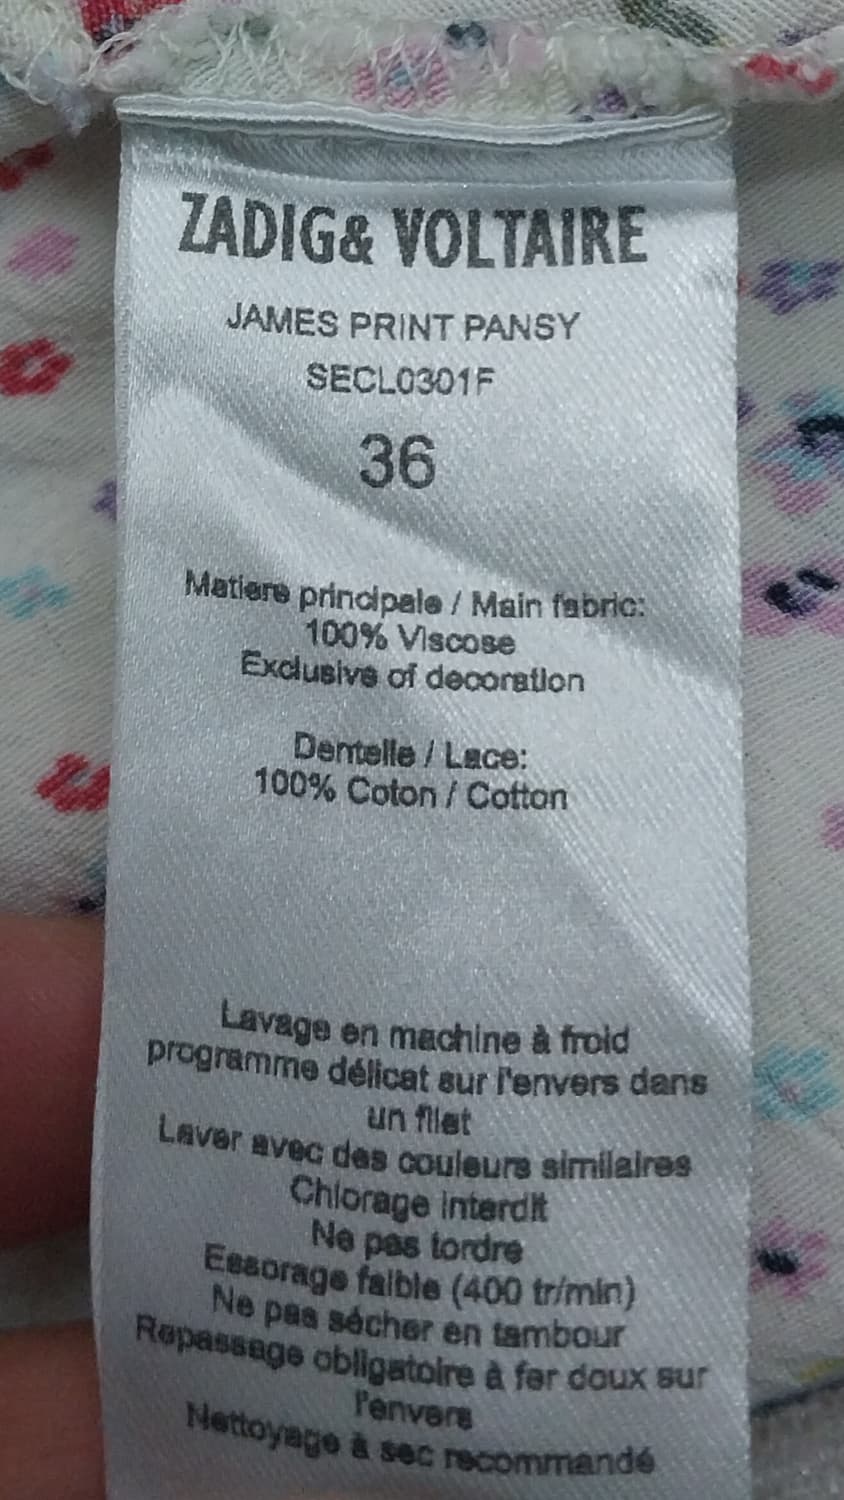 ZADIG& VOLTAIRE
JAMES PRINT PANSY
SECL0301F
36
Matiere principale / Main fabric:
100% Viscose
Exclusive of decoration
Dentelle / Lace:
100% Coton / Cotton
Lavage en machine à froid
programme délicat sur l'envers dans
un filet
Laver avec des couleurs similaires
Chlorage interdit
Ne pas tordre
Essorage faible (400 tr/min)
Ne pas sécher en tambour
Repassage obligatoire à fer doux sur
l'envers
Nettoyage à sec recommandé